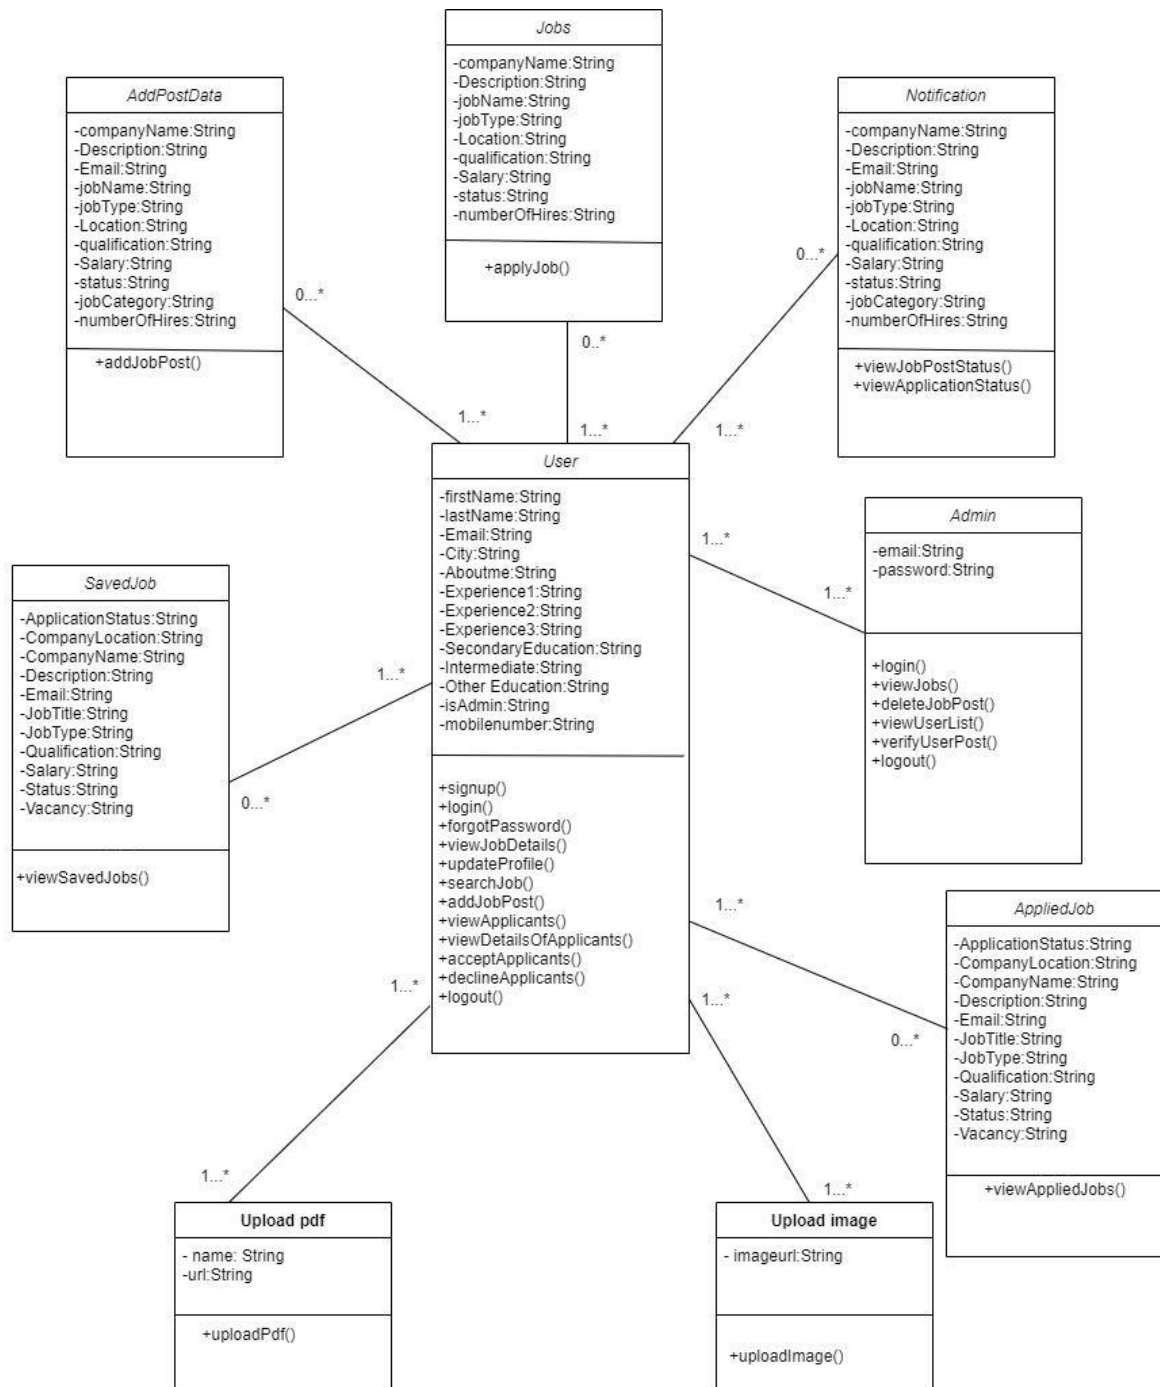 Jobs
-companyName:String
-Description:String
-jobName:String
-jobType:String
-Location:String
-qualification:String
-Salary:String
-status:String
-numberOfHires:String
+applyJob()
0..*
1...*
AddPostData
-companyName:String
-Description:String
-Email:String
-jobName:String
-jobType:String
-Location:String
-qualification:String
-Salary:String
-status:String
-jobCategory:String
-numberOfHires:String
+addJobPost()
0...*
1...*
Notification
-companyName:String
-Description:String
-Email:String
-jobName:String
-jobType:String
-Location:String
-qualification:String
-Salary:String
-status:String
-jobCategory:String
-numberOfHires:String
+viewJobPostStatus()
+viewApplicationStatus()
0...*
1...*
User
-firstName:String
-lastName:String
-Email:String
-City:String
-Aboutme:String
-Experience1:String
-Experience2:String
-Experience3:String
-SecondaryEducation:String
-Intermediate:String
-Other Education:String
-isAdmin:String
-mobilenumber:String
+signup()
+login()
+forgotPassword()
+viewJobDetails()
+updateProfile()
+searchJob()
+addJobPost()
+viewApplicants()
+viewDetailsOfApplicants()
+acceptApplicants()
+declineApplicants()
+logout()
Admin
-email:String
-password:String
+login()
+viewJobs()
+deleteJobPost()
+viewUserList()
+verifyUserPost()
+logout()
1...*
1...*
SavedJob
-ApplicationStatus:String
-CompanyLocation:String
-CompanyName:String
-Description:String
-Email:String
-JobTitle:String
-JobType:String
-Qualification:String
-Salary:String
-Status:String
-Vacancy:String
+viewSavedJobs()
1...*
0...*
AppliedJob
-ApplicationStatus:String
-CompanyLocation:String
-CompanyName:String
-Description:String
-Email:String
-JobTitle:String
-JobType:String
-Qualification:String
-Salary:String
-Status:String
-Vacancy:String
+viewAppliedJobs()
1...*
0...*
1...*
1...*
Upload pdf
- name: String
-url:String
+uploadPdf()
1...*
1...*
Upload image
- imageurl:String
+uploadImage()